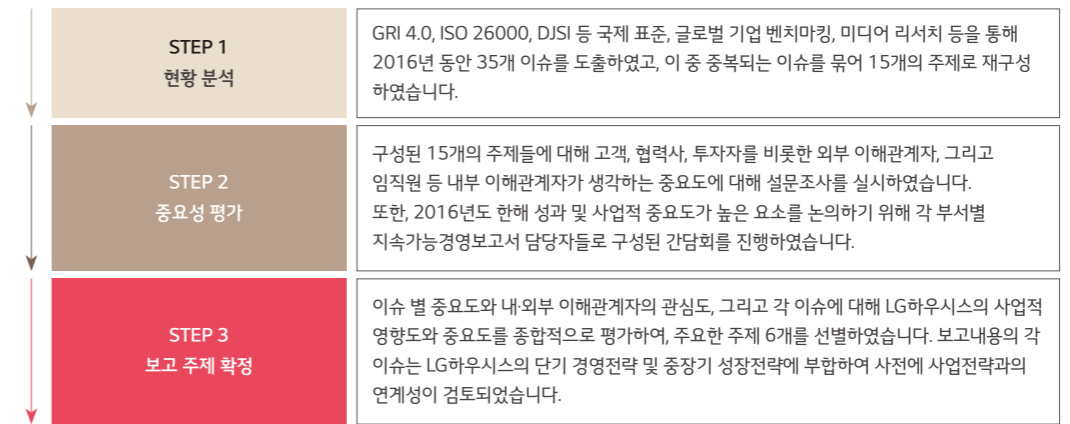 STEP 1
현황 분석
GRI 4.0, ISO 26000, DJSI 등 국제 표준, 글로벌 기업 벤치마킹, 미디어 리서치 등을 통해
2016년 동안 35개 이슈를 도출하였고, 이 중 중복되는 이슈를 묶어 15개의 주제로 재구성
하였습니다.
STEP 2
중요성 평가
구성된 15개의 주제들에 대해 고객, 협력사, 투자자를 비롯한 외부 이해관계자, 그리고
임직원 등 내부 이해관계자가 생각하는 중요도에 대해 설문조사를 실시하였습니다.
또한, 2016년도 한해 성과 및 사업적 중요도가 높은 요소를 논의하기 위해 각 부서별
지속가능경영보고서 담당자들로 구성된 간담회를 진행하였습니다.
STEP 3
보고 주제 확정
이슈 별 중요도와 내·외부 이해관계자의 관심도, 그리고 각 이슈에 대해 LG하우시스의 사업적
영향도와 중요도를 종합적으로 평가하여, 주요한 주제 6개를 선별하였습니다. 보고내용의 각
이슈는 LG하우시스의 단기 경영전략 및 중장기 성장전략에 부합하여 사전에 사업전략과의
연계성이 검토되었습니다.